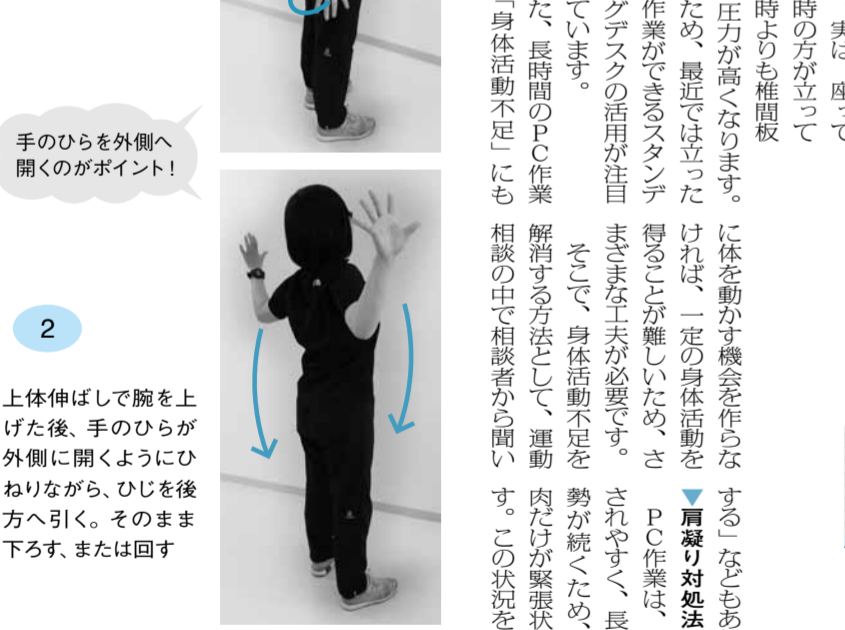 実は、座って
時の方が立って
時よりも椎間板
圧力が高くなります。
ため、最近では立った
作業ができるスタンデ
グデスクの活用が注目
ています。
た、長時間のPC作業
「身体活動不足」にも
に体を動かす機会を作らな
ければ、一定の身体活動を
得ることが難しいため、さ
まざまな工夫が必要です。
そこで、身体活動不足を
解消する方法として、運動
相談の中で相談者から聞い
する」などもあ
▼肩凝り対処法
PC作業は、
されやすく、長
勢が続くため、
肉だけが緊張状
す。この状況を
手のひらを外側へ
開くのがポイント!
2
上体伸ばしで腕を上
げた後、手のひらが
外側に開くようにひ
ねりながら、ひじを後
方へ引く。そのまま
下ろす、または回す